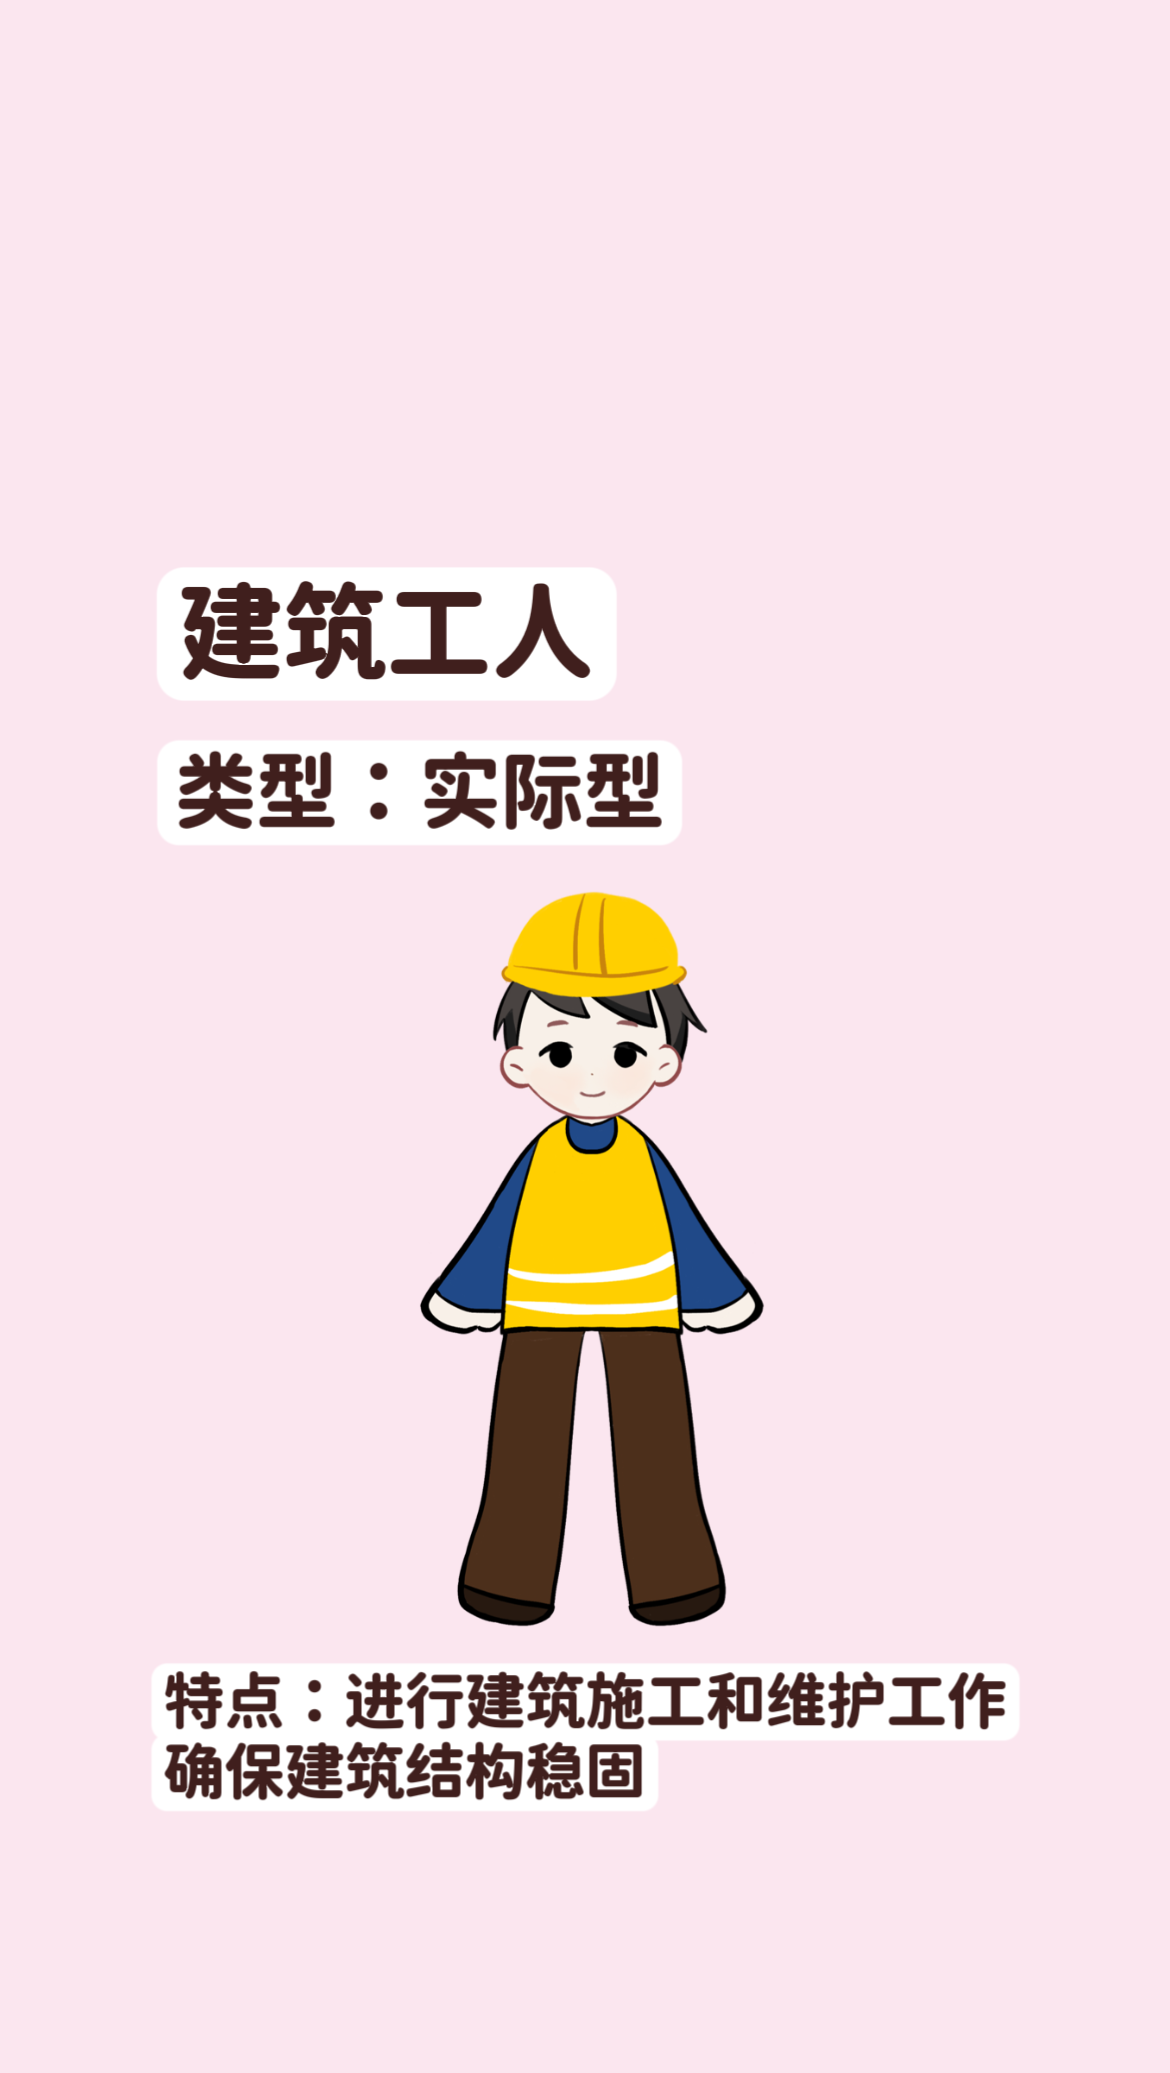 建筑工人
类型：实际型
特点：进行建筑施工和维护工作
确保建筑结构稳固